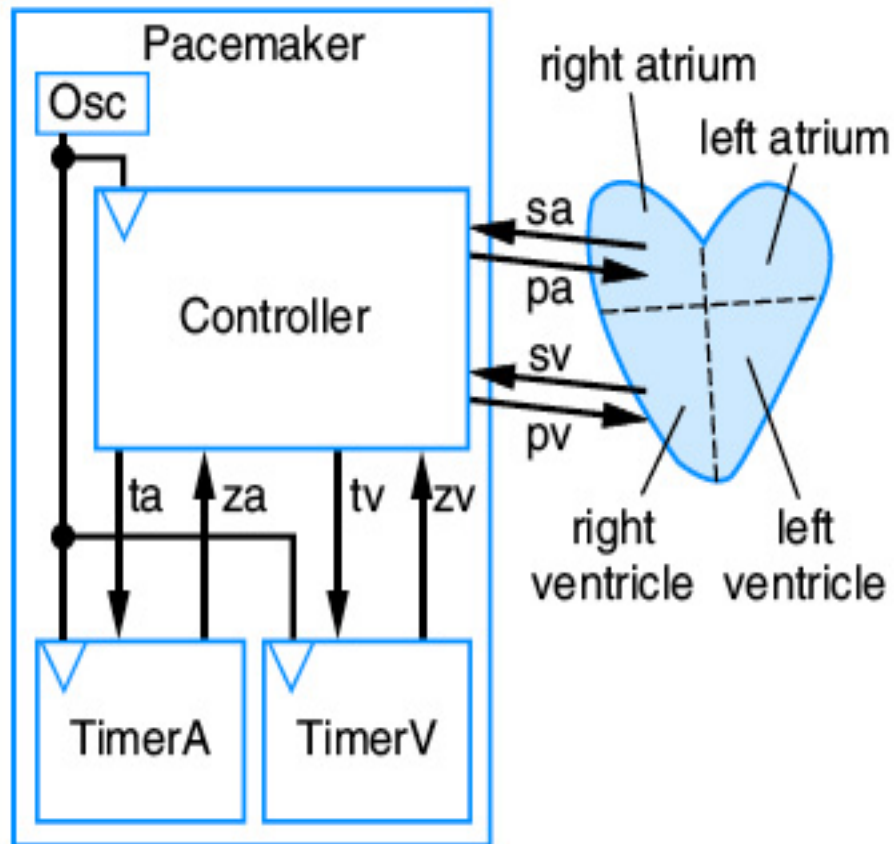 Pacemaker
Osc
right atrium
left atrium
sa
pa
Controller
sv
pv
ta
za
tv
zv
right
ventricle
left
ventricle
TimerA
TimerV